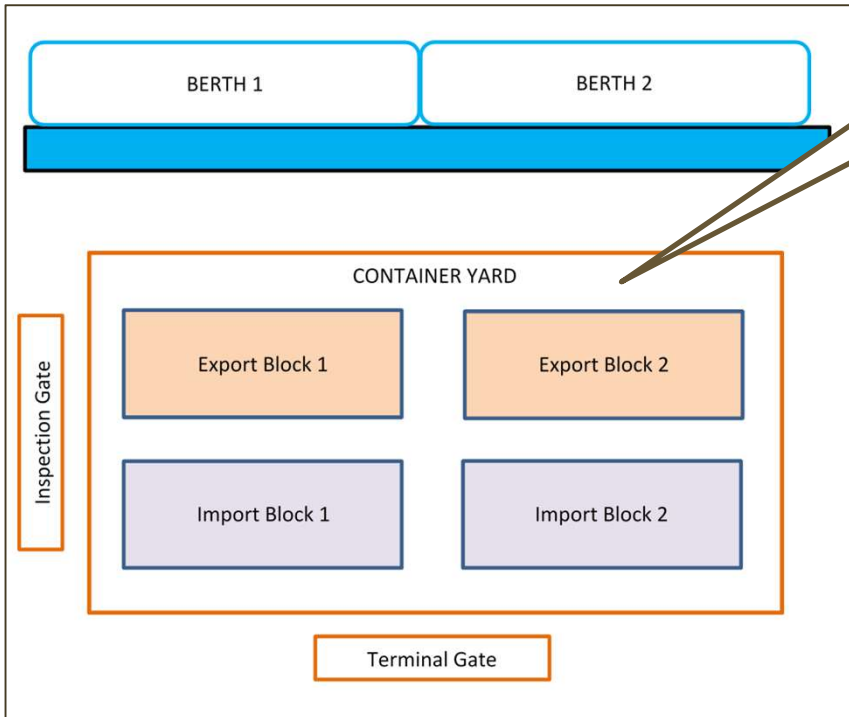 BERTH 1
BERTH 2
CONTAINER YARD
Export Block 1
Export Block 2
Inspection Gate
Import Block 1
Import Block 2
Terminal Gate